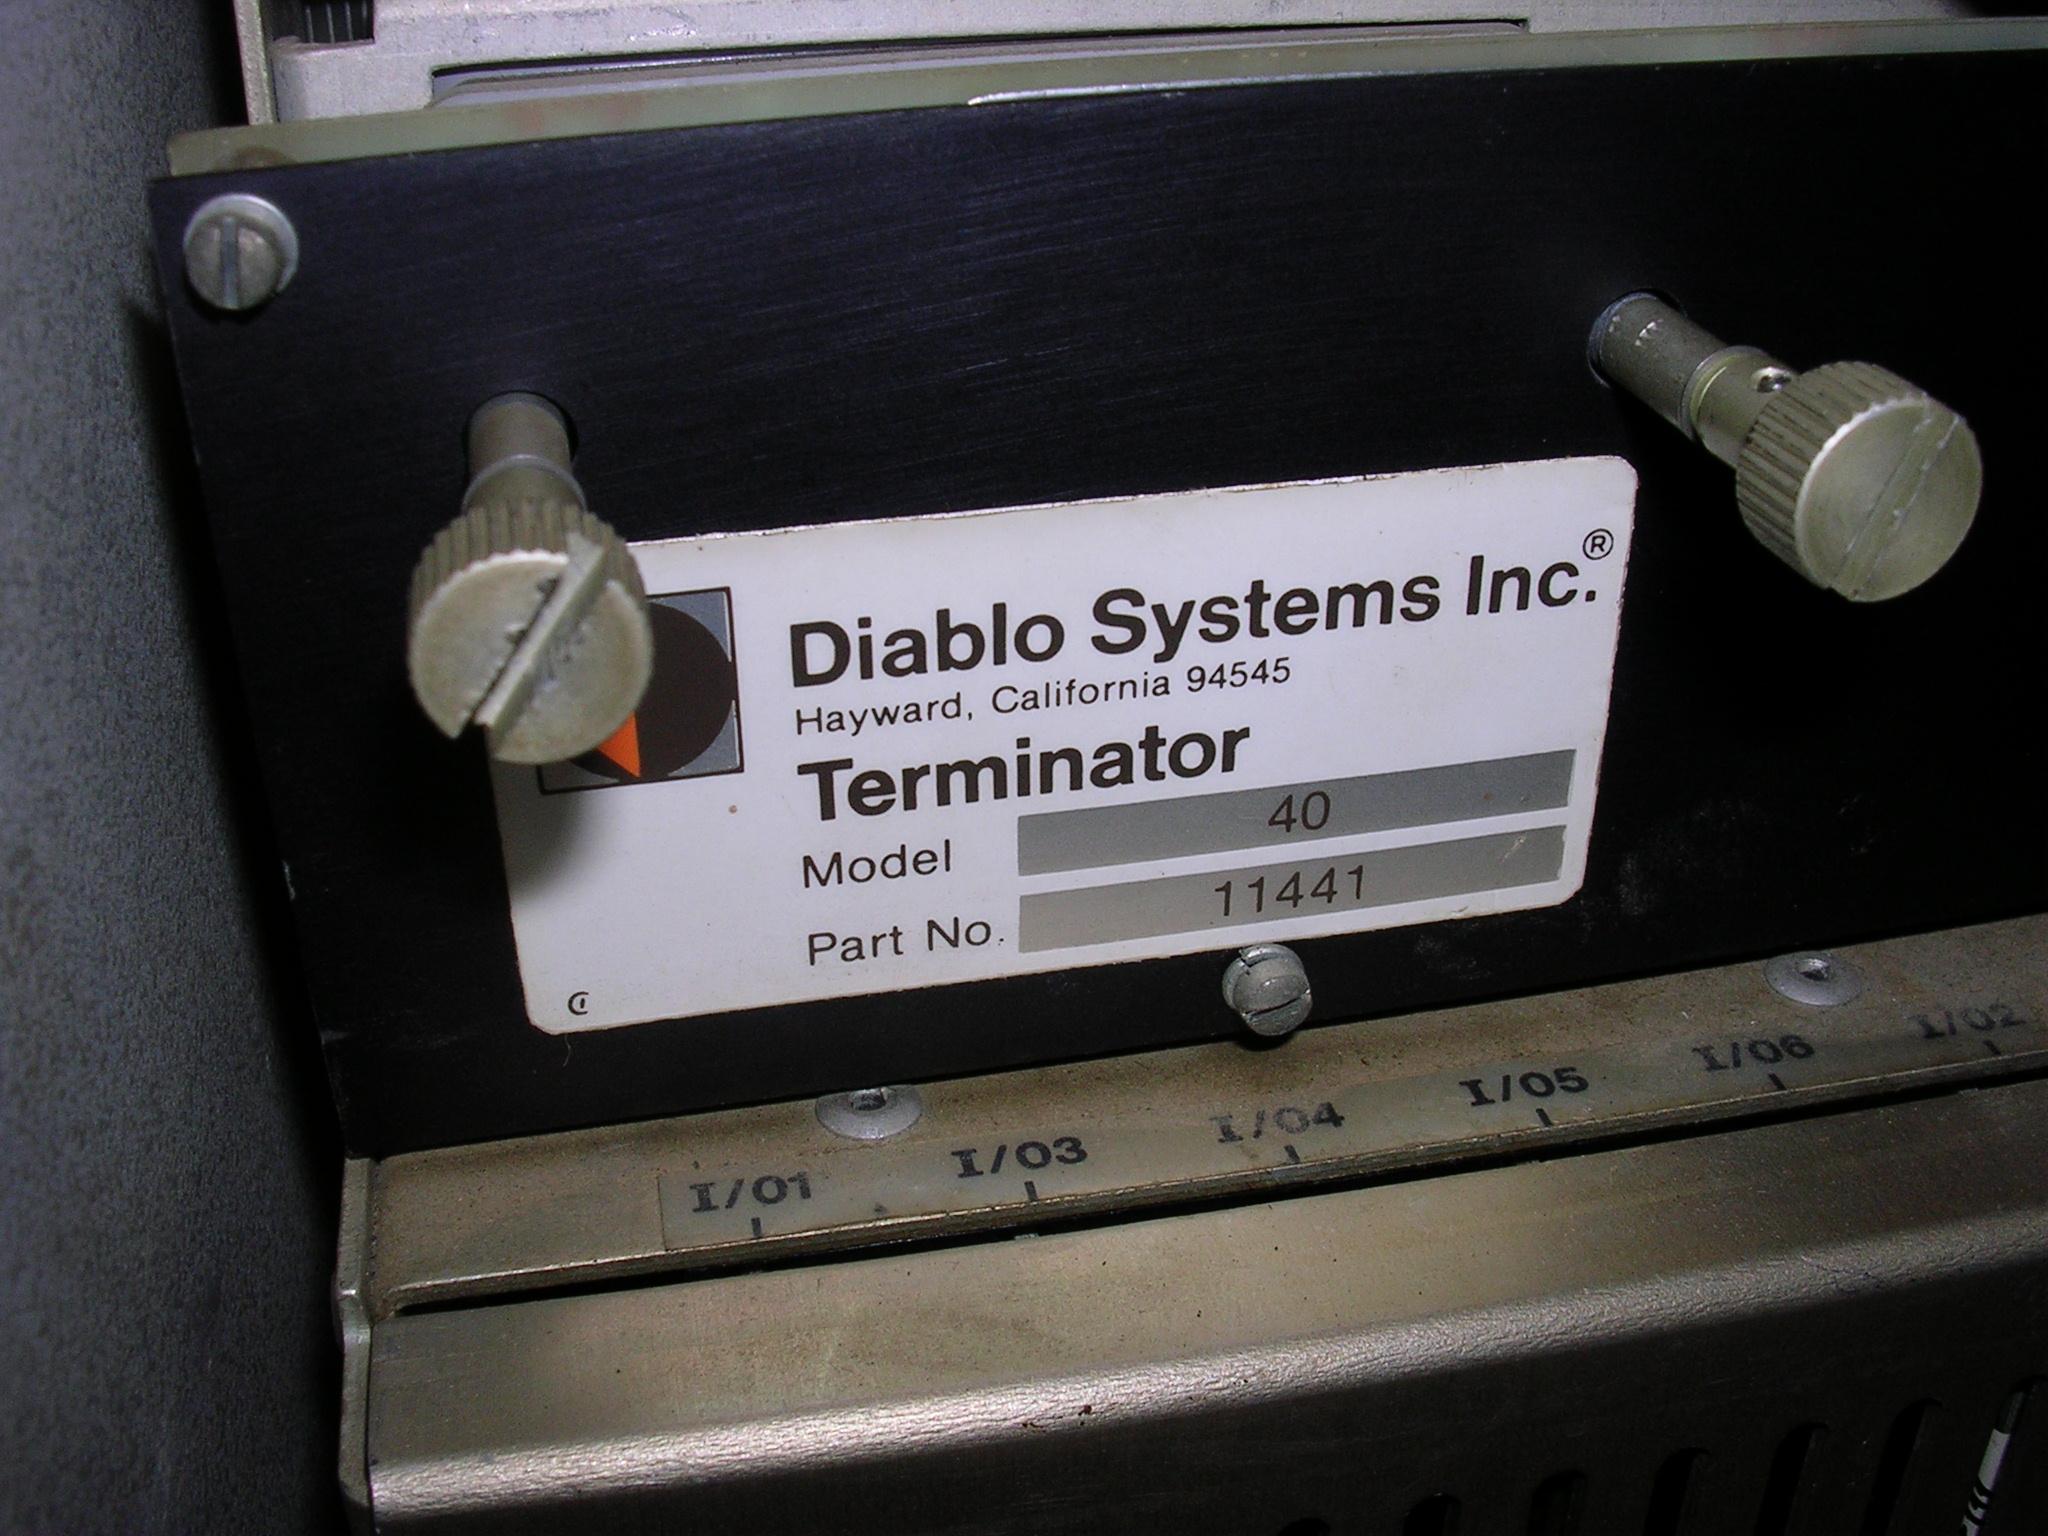 Diablo Systems Inc.®
Hayward, California 94545
Terminator
Model 40
Part No. 11441
I/01 I/03 I/04 I/05 I/06 I/02